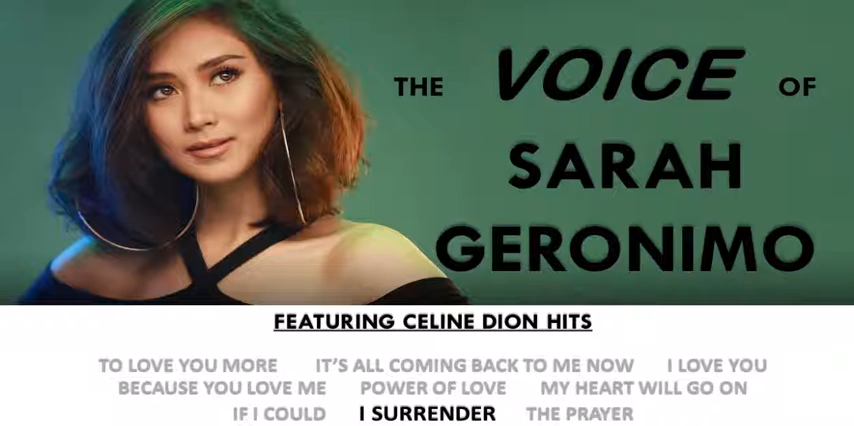 THE VOICE OF
SARAH
GERONIMO
FEATURING CELINE DION HITS
TO LOVE YOU MORE IT'S ALL COMING BACK TO ME NOW I LOVE YOU
BECAUSE YOU LOVE ME POWER OF LOVE MY HEART WILL GO ON
IF I COULD I SURRENDER THE PRAYER